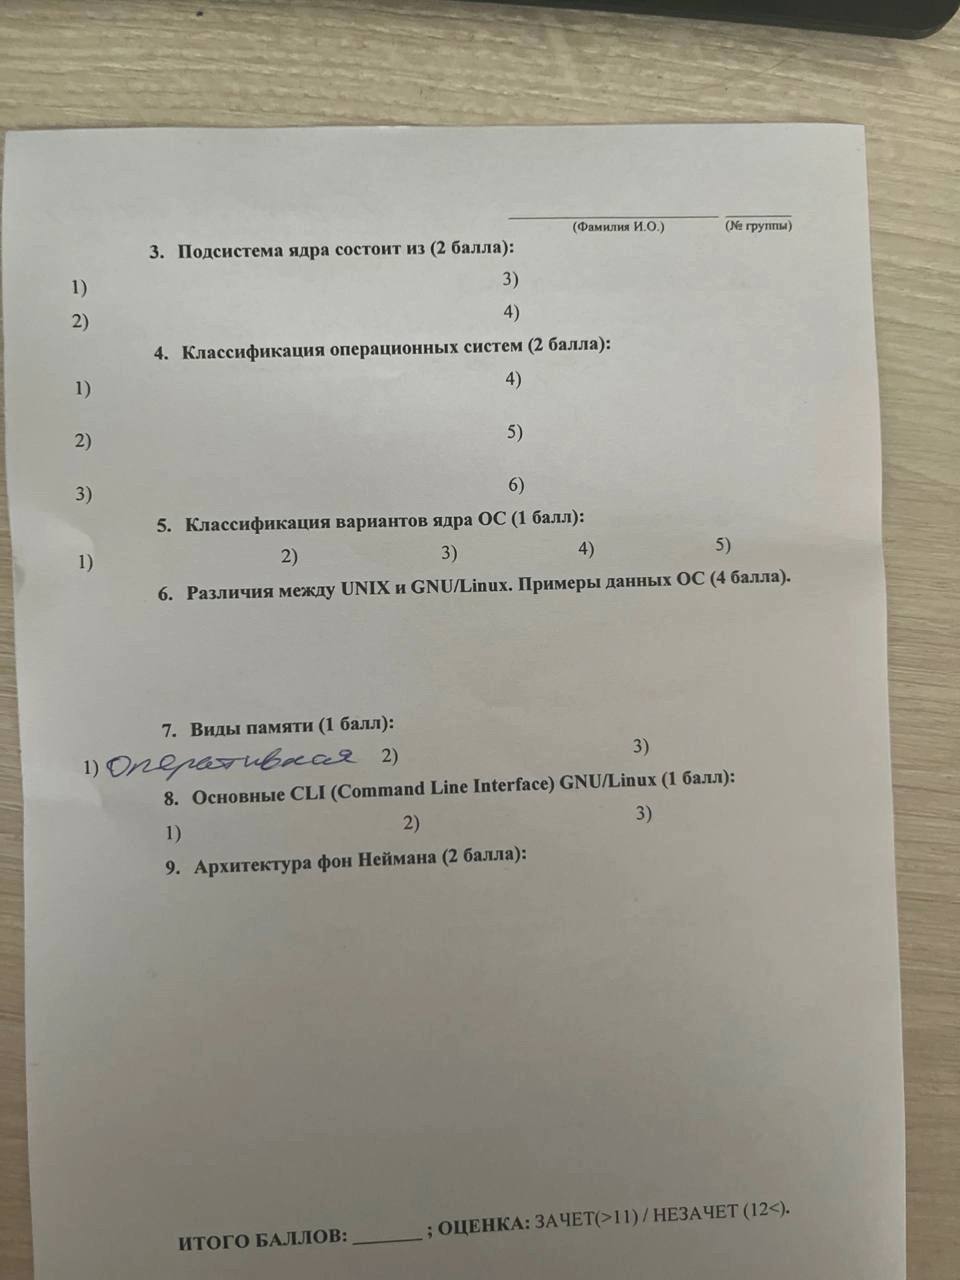 (Фамилия И.О.) (№ группы)
3. Подсистема ядра состоит из (2 балла):
1) 3)
2) 4)
4. Классификация операционных систем (2 балла):
1) 4)
2) 5)
3) 6)
5. Классификация вариантов ядра ОС (1 балл):
1) 2) 3) 4) 5)
6. Различия между UNIX и GNU/Linux. Примеры данных ОС (4 балла).
7. Виды памяти (1 балл):
1) Оперативная 2) 3)
8. Основные CLI (Command Line Interface) GNU/Linux (1 балл):
1) 2) 3)
9. Архитектура фон Неймана (2 балла):
ИТОГО БАЛЛОВ: ______ ; ОЦЕНКА: ЗАЧЕТ(>11) / НЕЗАЧЕТ (12<).